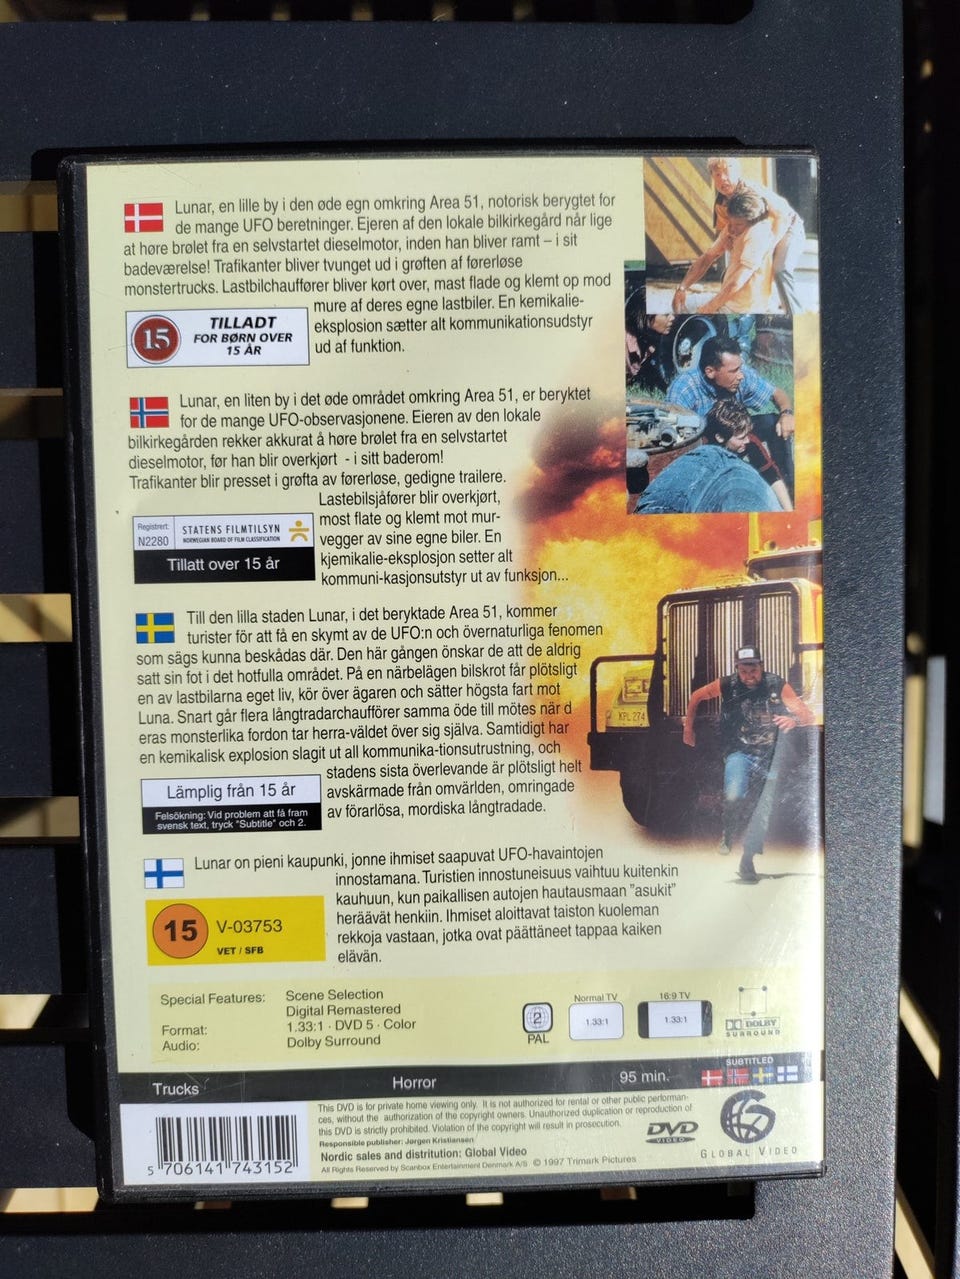 Lunar, en lille by i den øde egn omkring Area 51, notorisk berygtet for
de mange UFO beretninger. Ejeren af den lokale bilkirkegård når lige
at høre brølet fra en selvstartet dieselmotor, inden han bliver ramt – i sit
badeværelse! Trafikanter bliver tvunget ud i grøften af førerløse
monstertrucks. Lastbilchauffører bliver kørt over, mast flade og klemt op mod
mure af deres egne lastbiler. En kemikalie-
eksplosion sætter alt kommunikationsudstyr
ud af funktion.
15
TILLADT
FOR BØRN OVER
15 ÅR
Lunar, en liten by i det øde området omkring Area 51, er beryktet
for de mange UFO-observasjonene. Eieren av den lokale
bilkirkegården rekker akkurat å høre brølet fra en selvstartet
dieselmotor, før han blir overkjørt - i sitt baderom!
Trafikanter blir presset i grøfta av førerløse, gedigne trailere.
Lastebilsjåfører blir overkjørt,
most flate og klemt mot mur-
vegger av sine egne biler. En
kjemikalie-eksplosjon setter alt
kommuni-kasjonsutstyr ut av funksjon...
Registrert:
N2280
STATENS FILMTILSYN
NORWEGIAN BOARD OF FILM CLASSIFICATION
Tillatt over 15 år
Till den lilla staden Lunar, i det beryktade Area 51, kommer
turister för att få en skymt av de UFO:n och övernaturliga fenomen
som sägs kunna beskådas där. Den här gången önskar de att de aldrig
satt sin fot i det hotfulla området. På en närbelägen bilskrot får plötsligt
en av lastbilarna eget liv, kör över ägaren och sätter högsta fart mot
Luna. Snart går flera långtradarchaufförer samma öde till mötes när d
eras monsterlika fordon tar herra-väldet över sig själva. Samtidigt har
en kemikalisk explosion slagit ut all kommunika-tionsutrustning, och
stadens sista överlevande är plötsligt helt
avskärmade från omvärlden, omringade
av förarlösa, mordiska långtradade.
Lämplig från 15 år
Felsökning: Vid problem att få fram
svensk text, tryck "Subtitle" och 2.
KPL 274
Lunar on pieni kaupunki, jonne ihmiset saapuvat UFO-havaintojen
innostamana. Turistien innostuneisuus vaihtuu kuitenkin
kauhuun, kun paikallisen autojen hautausmaan "asukit"
heräävät henkiin. Ihmiset aloittavat taiston kuoleman
rekkoja vastaan, jotka ovat päättäneet tappaa kaiken
elävän.
15
V-03753
VET / SFB
Special Features: Scene Selection
Digital Remastered
Format: 1.33:1 · DVD 5 · Color
Audio: Dolby Surround
2
PAL
Normal TV
1.33:1
16:9 TV
1.33:1
DOLBY
SURROUND
Trucks
Horror
95 min.
SUBTITLED
5 706141 743152
This DVD is for private home viewing only. It is not authorized for rental or other public performan-
ces, without the authorization of the copyright owners. Unauthorized duplication or reproduction of
this DVD is strictly prohibited. Violation of the copyright will result in prosecution.
Responsible publisher: Jørgen Kristiansen
Nordic sales and distribution: Global Video
All Rights Reserved by Scanbox Entertainment Denmark A/S © 1997 Trimark Pictures
DVD
VIDEO
GLOBAL VIDEO